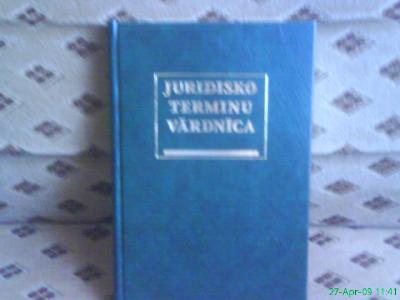 JURIDISKO
TERMINU
VĀRDNĪCA
27-Apr-09 11:41